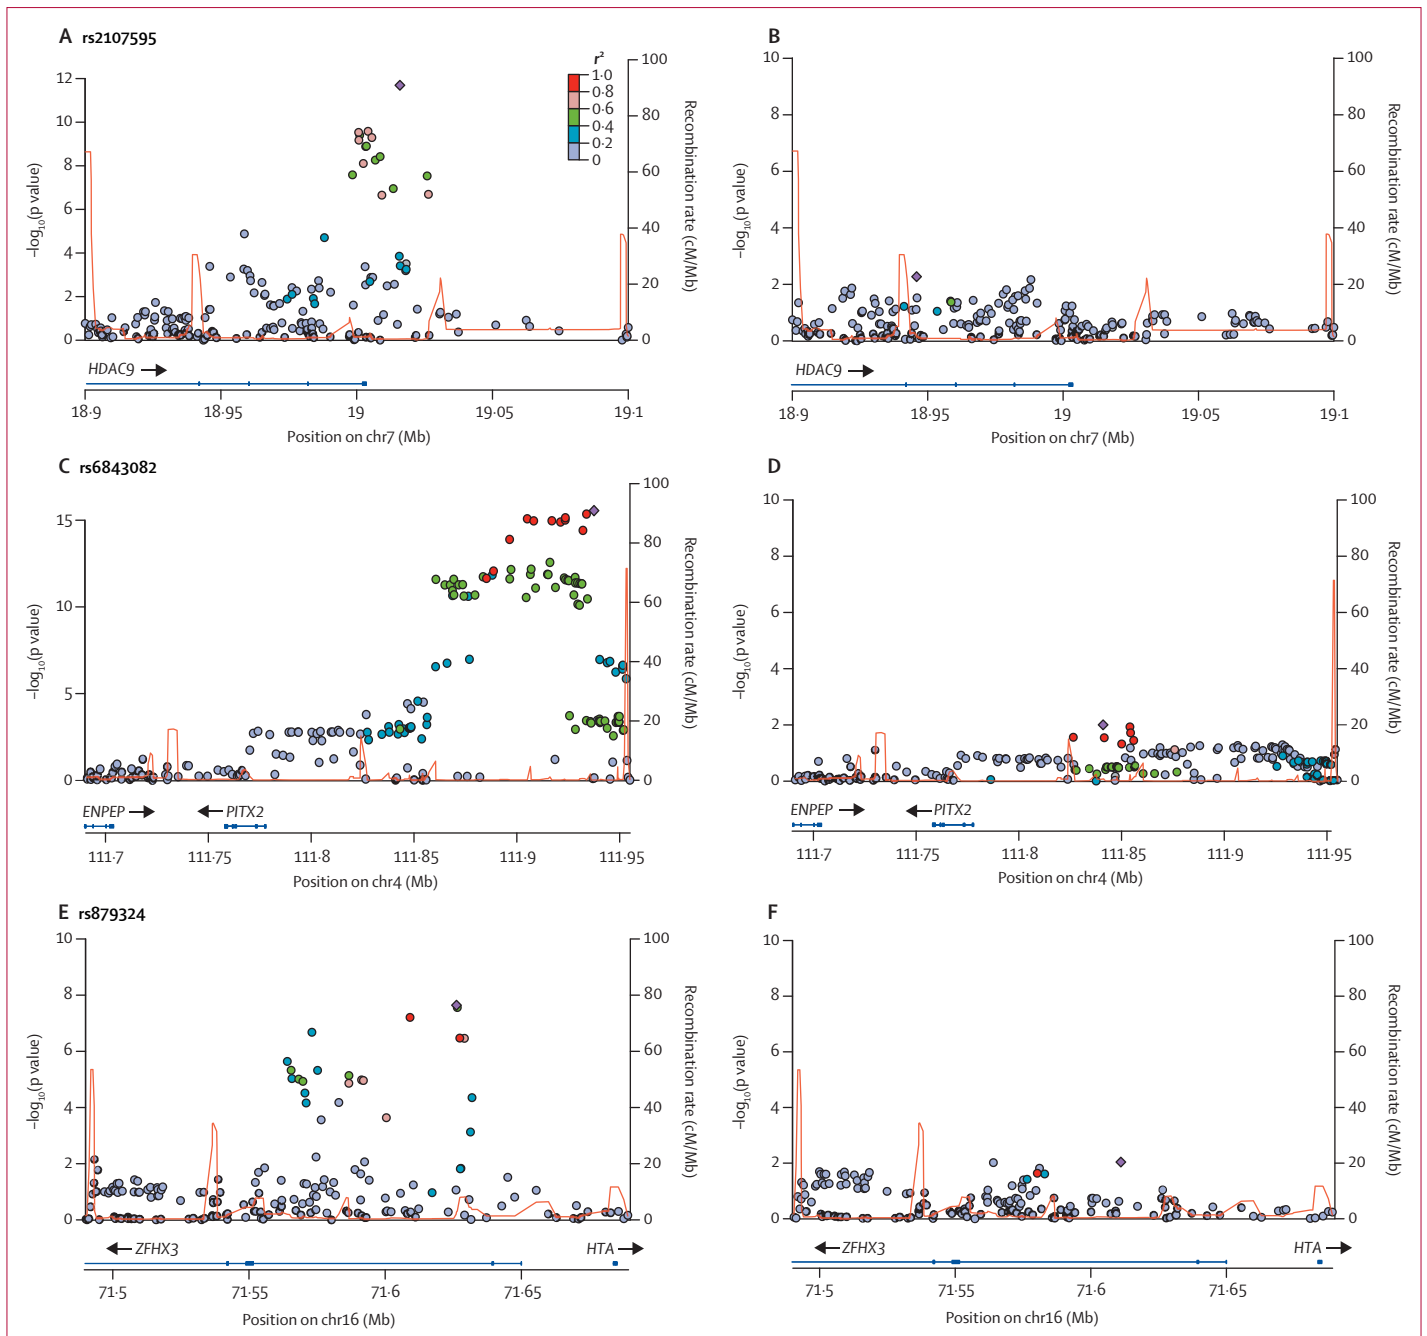 A rs2107595
r²
1·0
0·8
0·6
0·4
0·2
0
12
10
8
6
4
2
0
–log10(p value)
100
80
60
40
20
0
Recombination rate (cM/Mb)
HDAC9
18·9 18·95 19 19·05 19·1
Position on chr7 (Mb)
B
10
8
6
4
2
0
–log10(p value)
100
80
60
40
20
0
Recombination rate (cM/Mb)
HDAC9
18·9 18·95 19 19·05 19·1
Position on chr7 (Mb)
C rs6843082
15
10
5
0
–log10(p value)
100
80
60
40
20
0
Recombination rate (cM/Mb)
ENPEP PITX2
111·7 111·75 111·8 111·85 111·9 111·95
Position on chr4 (Mb)
D
10
8
6
4
2
0
–log10(p value)
100
80
60
40
20
0
Recombination rate (cM/Mb)
ENPEP PITX2
111·7 111·75 111·8 111·85 111·9 111·95
Position on chr4 (Mb)
E rs879324
10
8
6
4
2
0
–log10(p value)
100
80
60
40
20
0
Recombination rate (cM/Mb)
ZFHX3 HTA
71·5 71·55 71·6 71·65
Position on chr16 (Mb)
F
10
8
6
4
2
0
–log10(p value)
100
80
60
40
20
0
Recombination rate (cM/Mb)
ZFHX3 HTA
71·5 71·55 71·6 71·65
Position on chr16 (Mb)